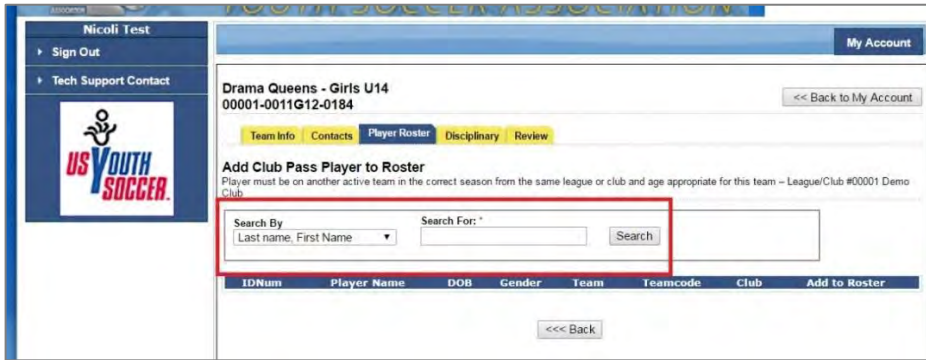 YOUTH SOCCER ASSOCIATION
Nicoli Test
Sign Out
Tech Support Contact
US YOUTH
SOCCER.
My Account
Drama Queens - Girls U14
00001-0011G12-0184
<< Back to My Account
Team Info Contacts Player Roster Disciplinary Review
Add Club Pass Player to Roster
Player must be on another active team in the correct season from the same league or club and age appropriate for this team – League/Club #00001 Demo
Club
Search By Search For: *
Last name, First Name Search
IDNum Player Name DOB Gender Team Teamcode Club Add to Roster
<<< Back